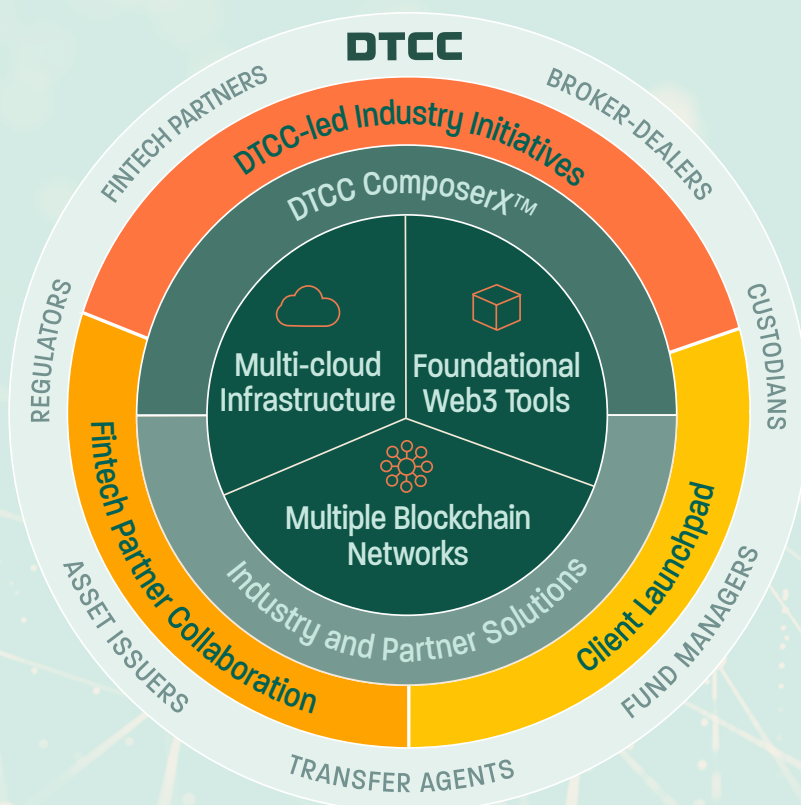 DTCC
FINTECH PARTNERS
BROKER-DEALERS
REGULATORS
CUSTODIANS
ASSET ISSUERS
FUND MANAGERS
TRANSFER AGENTS
DTCC-led Industry Initiatives
Fintech Partner Collaboration
Client Launchpad
DTCC ComposerX™
Industry and Partner Solutions
Multi-cloud
Infrastructure
Foundational
Web3 Tools
Multiple Blockchain
Networks